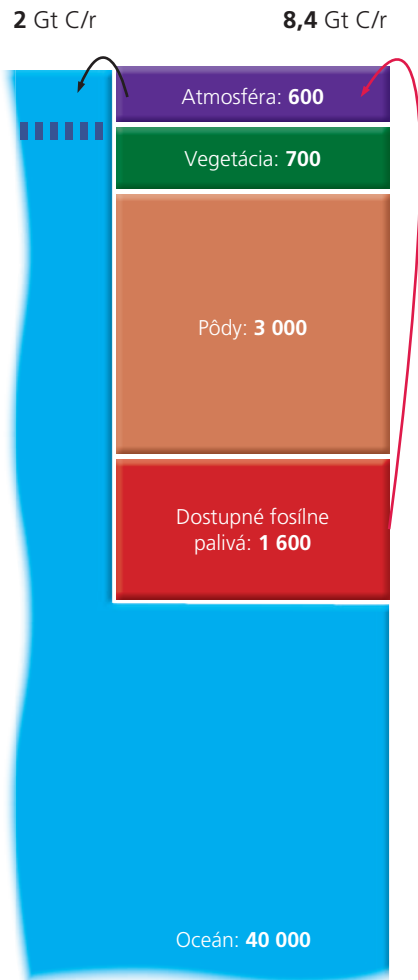 2 Gt C/r
8,4 Gt C/r
Atmosféra: 600
Vegetácia: 700
Pôdy: 3 000
Dostupné fosílne
palivá: 1 600
Oceán: 40 000